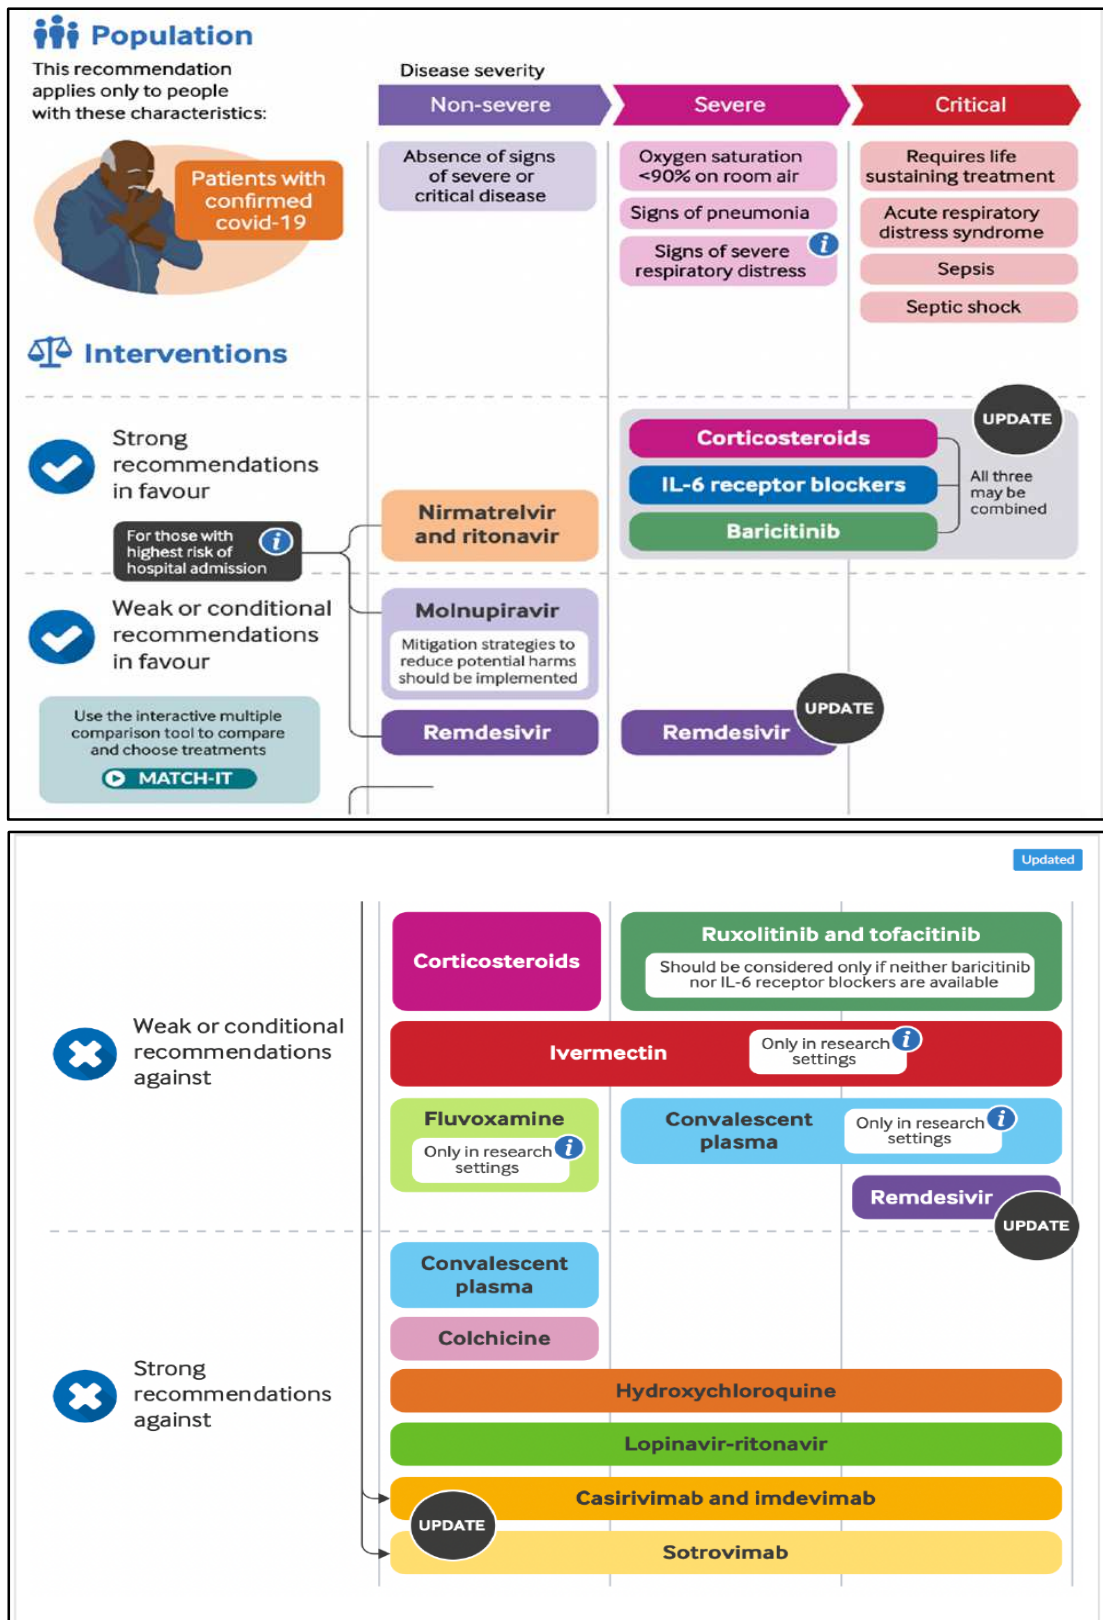 Population
This recommendation
applies only to people
with these characteristics:
Patients with
confirmed
covid-19
Disease severity
Non-severe
Severe
Critical
Absence of signs
of severe or
critical disease
Oxygen saturation
<90% on room air
Signs of pneumonia
Signs of severe
respiratory distress
i
Requires life
sustaining treatment
Acute respiratory
distress syndrome
Sepsis
Septic shock
Interventions
Strong
recommendations
in favour
For those with
highest risk of
hospital admission
i
Nirmatrelvir
and ritonavir
Corticosteroids
IL-6 receptor blockers
Baricitinib
All three
may be
combined
UPDATE
Weak or conditional
recommendations
in favour
Molnupiravir
Mitigation strategies to
reduce potential harms
should be implemented
Remdesivir
Remdesivir
UPDATE
Use the interactive multiple
comparison tool to compare
and choose treatments
MATCH-IT
Updated
Weak or conditional
recommendations
against
Corticosteroids
Ruxolitinib and tofacitinib
Should be considered only if neither baricitinib
nor IL-6 receptor blockers are available
Ivermectin
Only in research
settings
i
Fluvoxamine
Only in research
settings
i
Convalescent
plasma
Only in research
settings
i
Remdesivir
UPDATE
Strong
recommendations
against
Convalescent
plasma
Colchicine
Hydroxychloroquine
Lopinavir-ritonavir
Casirivimab and imdevimab
UPDATE
Sotrovimab